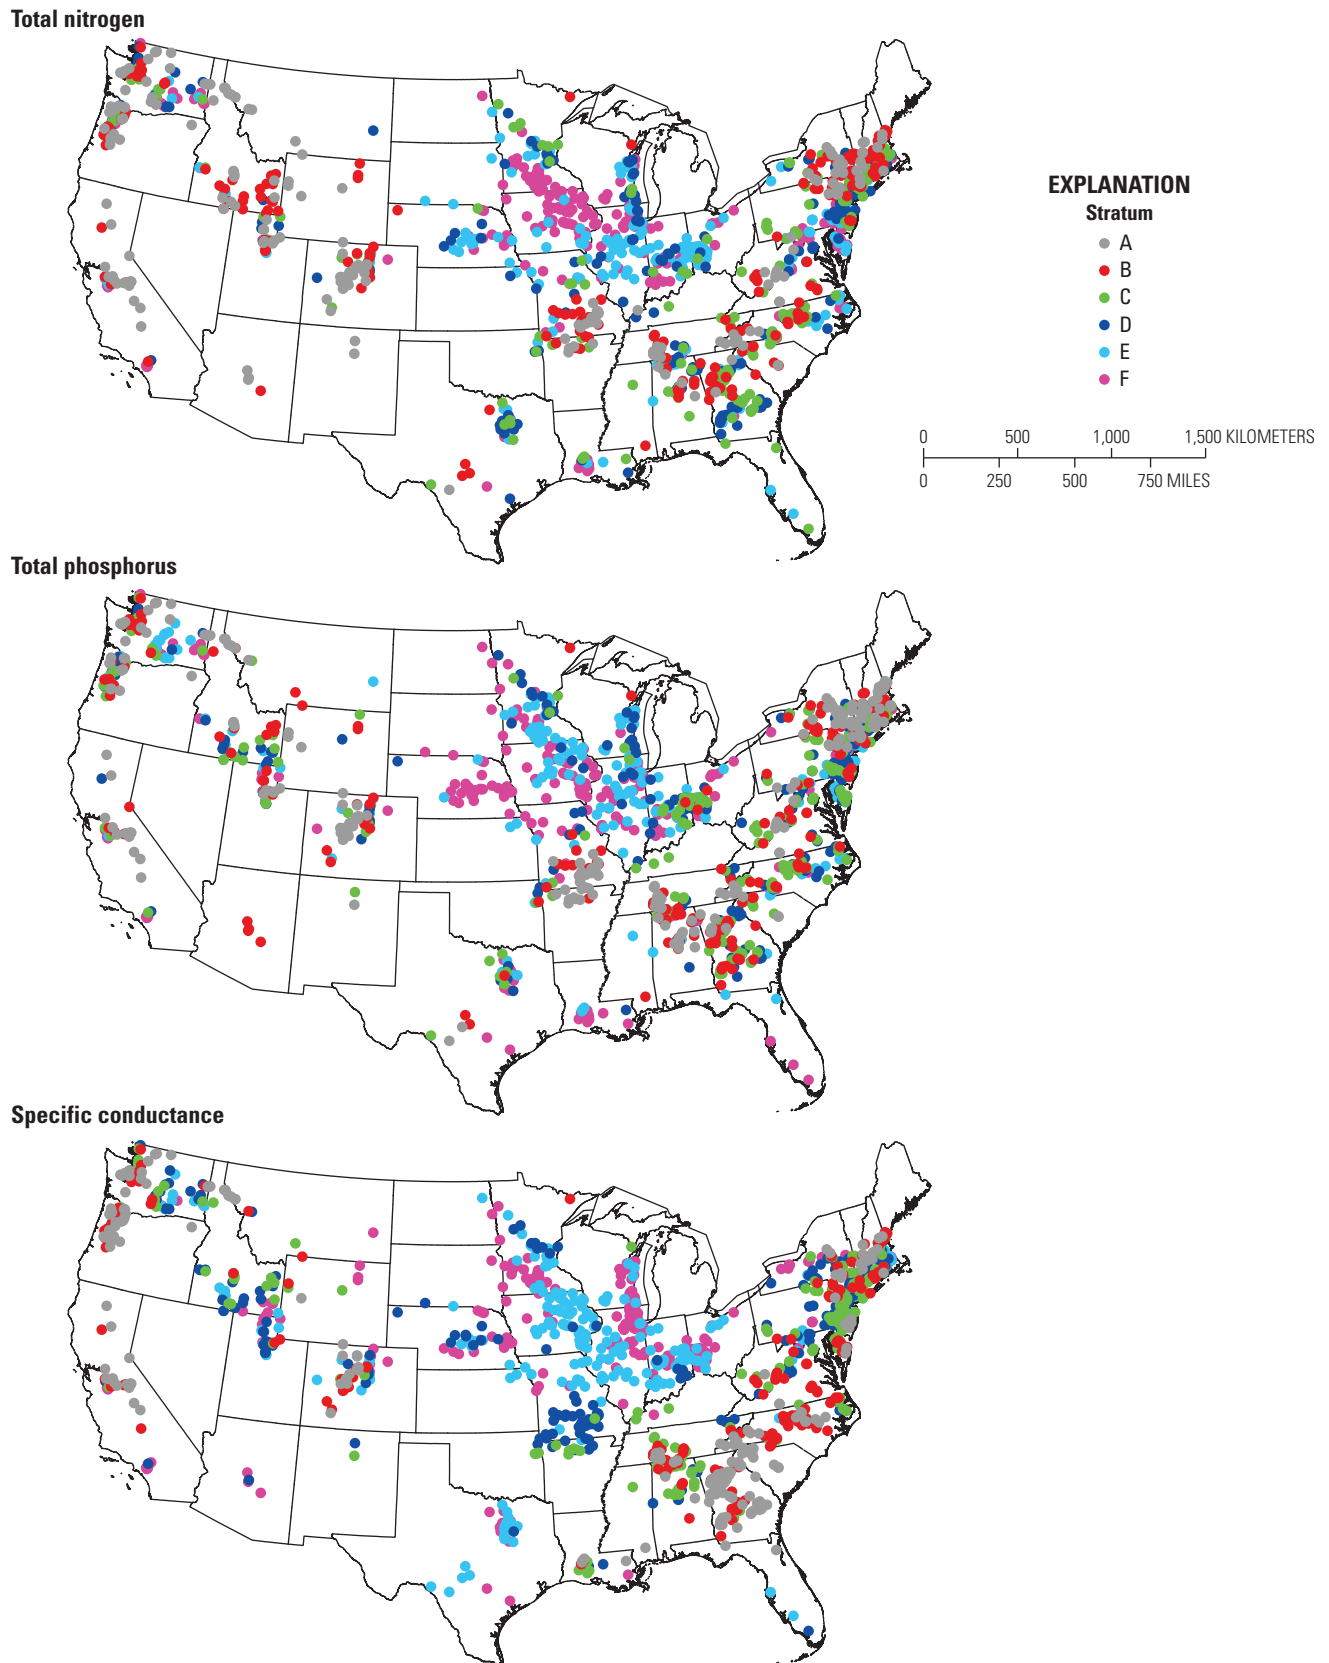 Total nitrogen
EXPLANATION
Stratum
A
B
C
D
E
F
0 500 1,000 1,500 KILOMETERS
0 250 500 750 MILES
Total phosphorus
Specific conductance